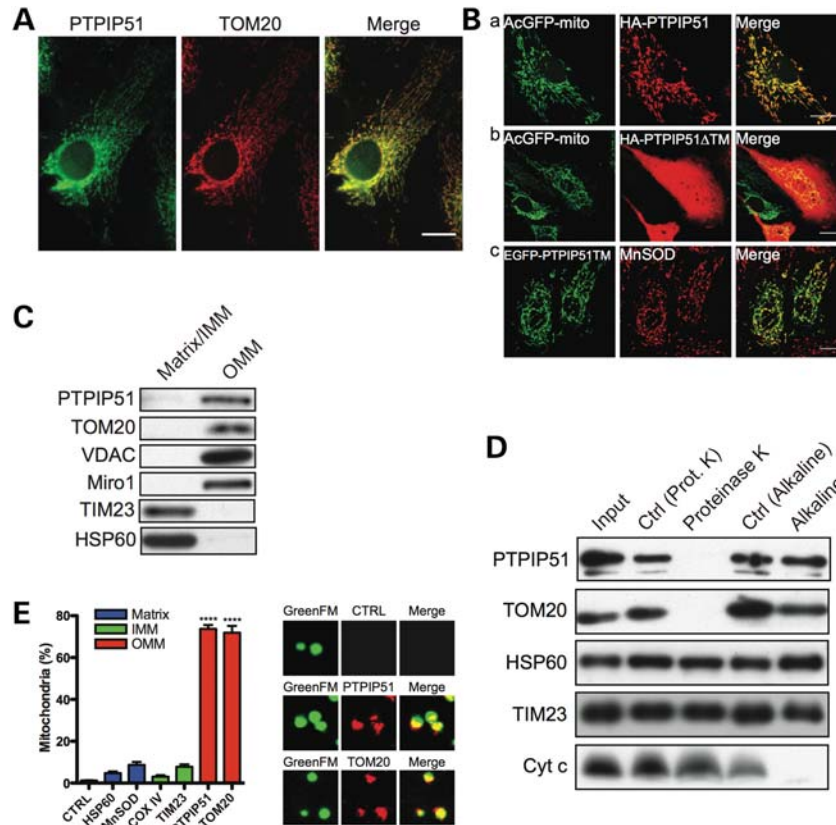 A
PTPIP51 TOM20 Merge
B
a AcGFP-mito HA-PTPIP51 Merge
b AcGFP-mito HA-PTPIP51ΔTM Merge
c EGFP-PTPIP51TM MnSOD Merge
C
Matrix/IMM OMM
PTPIP51
TOM20
VDAC
Miro1
TIM23
HSP60
D
Input Ctrl (Prot. K) Proteinase K Ctrl (Alkaline) Alkaline
PTPIP51
TOM20
HSP60
TIM23
Cyt c
E
Mitochondria (%)
80
60
40
20
0
Matrix
IMM
OMM
**** ****
CTRL HSP60 MnSOD COX IV TIM23 PTPIP51 TOM20
GreenFM CTRL Merge
GreenFM PTPIP51 Merge
GreenFM TOM20 Merge